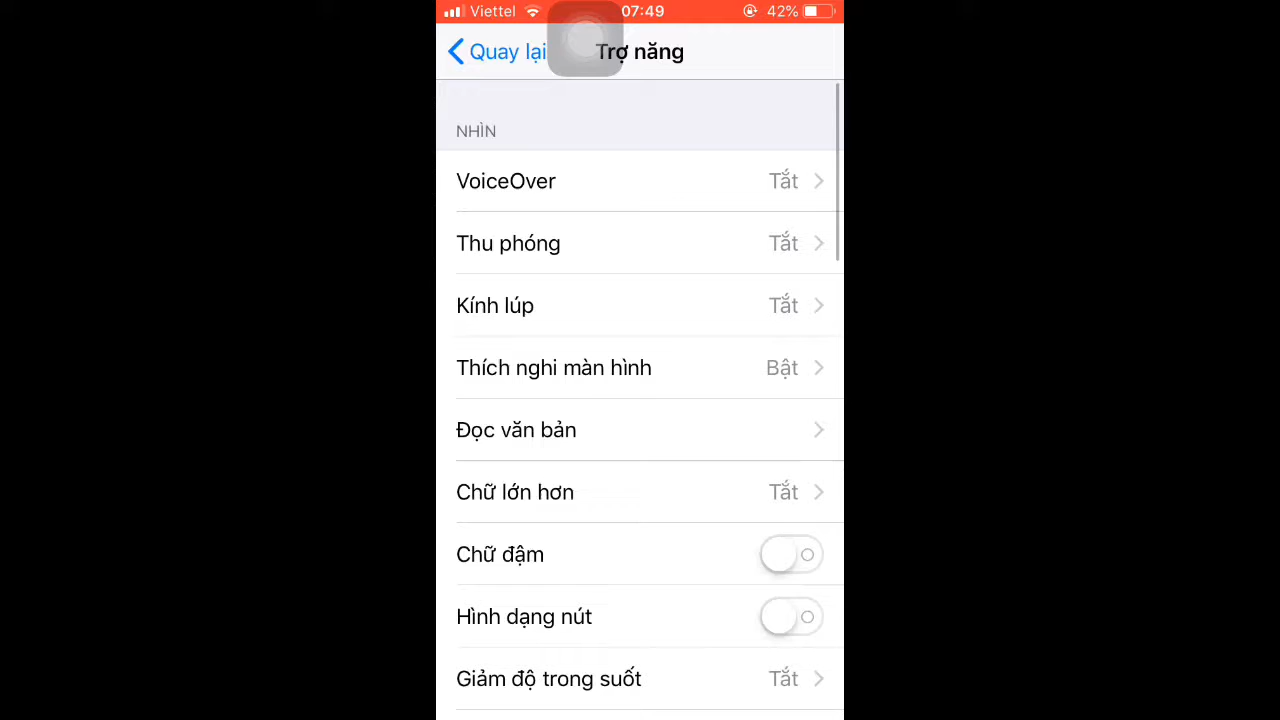 Viettel 07:49 42%
Quay lại Trợ năng
NHÌN
VoiceOver Tắt
Thu phóng Tắt
Kính lúp Tắt
Thích nghi màn hình Bật
Đọc văn bản
Chữ lớn hơn Tắt
Chữ đậm
Hình dạng nút
Giảm độ trong suốt Tắt